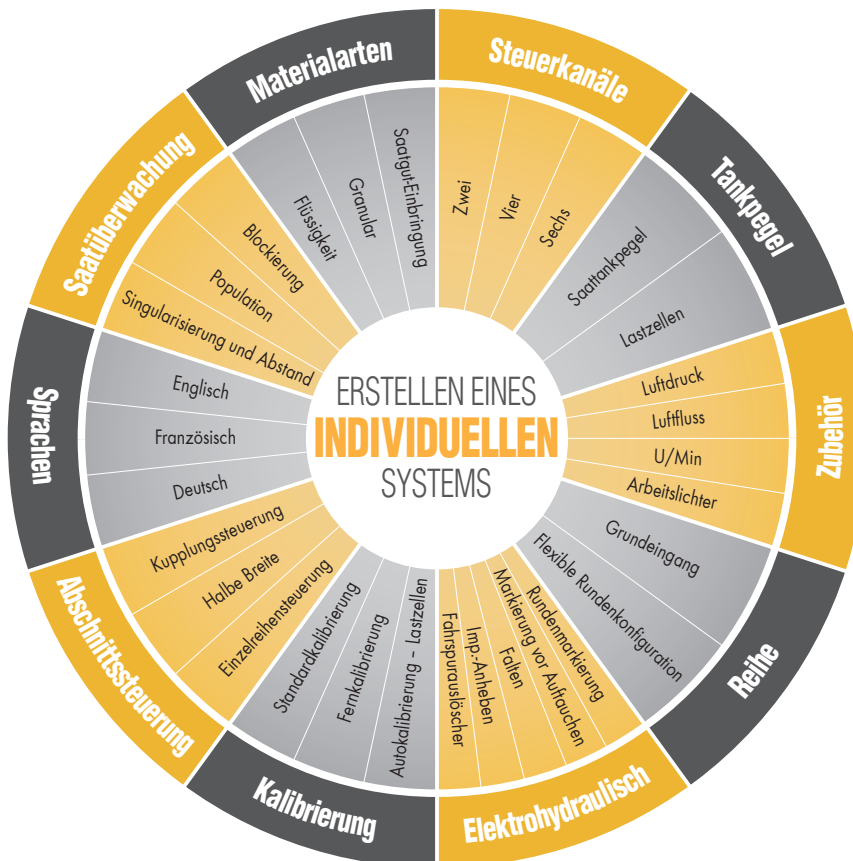 ERSTELLEN EINES
INDIVIDUELLEN
SYSTEMS
Steuerkanäle
Zwei
Vier
Sechs
Tankpegel
Saattankpegel
Lastzellen
Zubehör
Luftdruck
Luftfluss
U/Min
Arbeitslichter
Reihe
Grundeingang
Flexible Rundenkonfiguration
Elektrohydraulisch
Rundenmarkierung
Markierung vor Auftauchen
Falten
Imp.-Anheben
Fahrspurauslöscher
Kalibrierung
Autokalibrierung – Lastzellen
Fernkalibrierung
Standardkalibrierung
Abschnittssteuerung
Einzelreihensteuerung
Halbe Breite
Kupplungssteuerung
Sprachen
Deutsch
Französisch
Englisch
Saatüberwachung
Singularisierung und Abstand
Population
Blockierung
Materialarten
Flüssigkeit
Granular
Saatgut-Einbringung